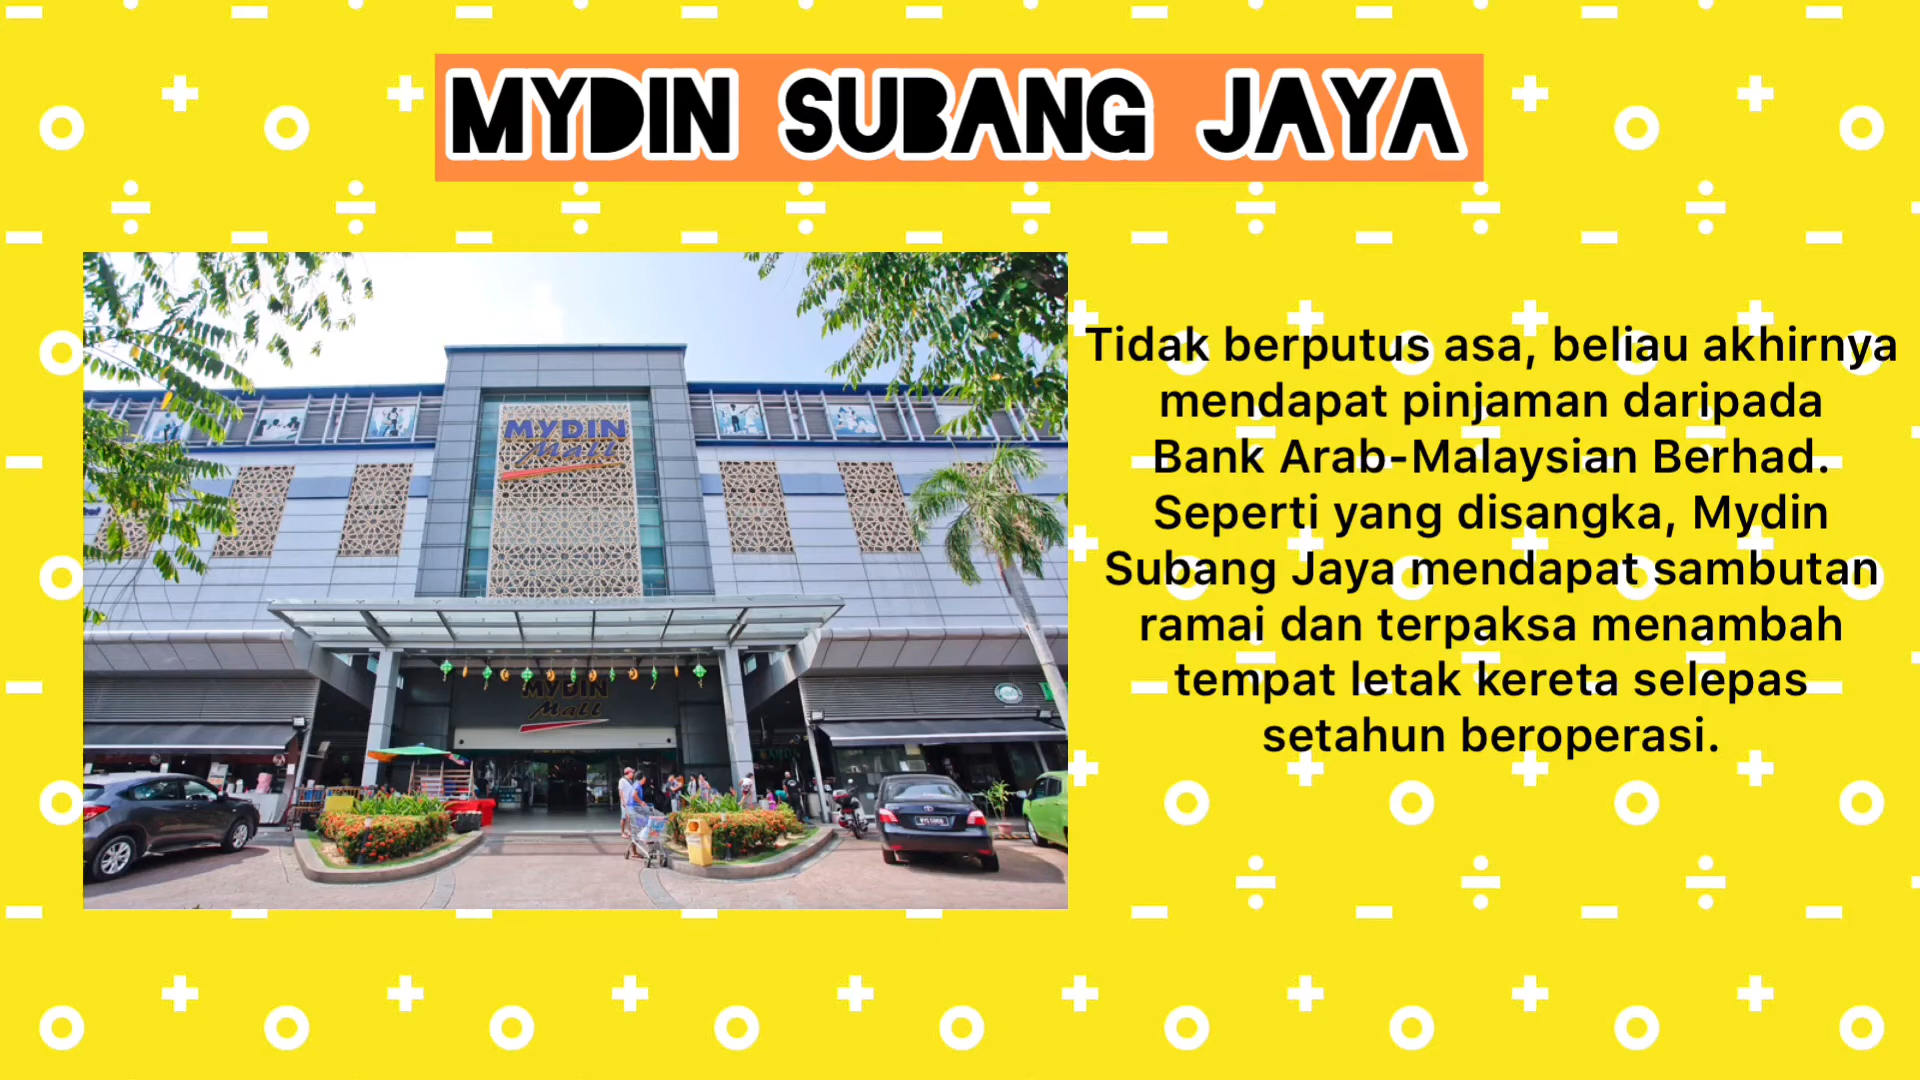 MYDIN SUBANG JAYA
MYDIN
Mall
MYDIN
Mall
Tidak berputus asa, beliau akhirnya
mendapat pinjaman daripada
Bank Arab-Malaysian Berhad.
Seperti yang disangka, Mydin
Subang Jaya mendapat sambutan
ramai dan terpaksa menambah
tempat letak kereta selepas
setahun beroperasi.